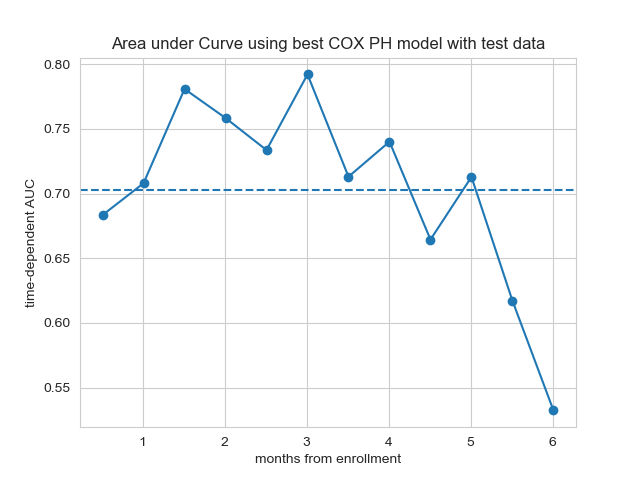 Area under Curve using best COX PH model with test data
0.80
0.75
0.70
0.65
0.60
0.55
time-dependent AUC
1 2 3 4 5 6
months from enrollment